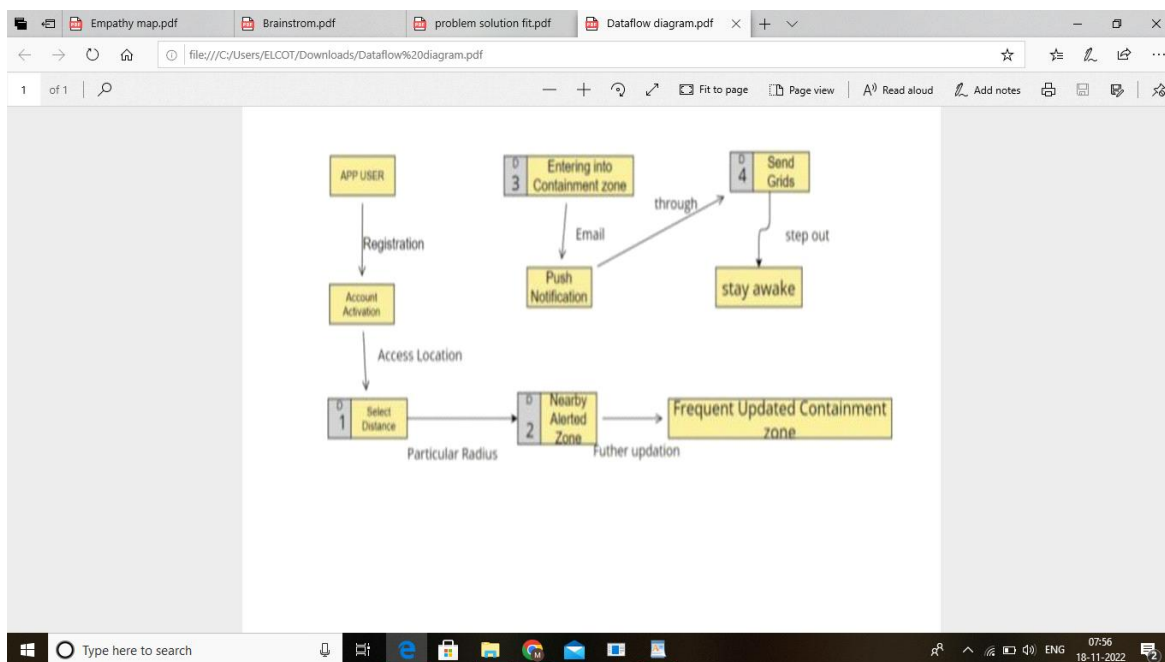 Empathy map.pdf
Brainstrom.pdf
problem solution fit.pdf
Dataflow diagram.pdf
file:///C:/Users/ELCOT/Downloads/Dataflow%20diagram.pdf
1 of 1
Fit to page
Page view
Read aloud
Add notes
APP USER
Registration
Account
Activation
Access Location
D
1
Select
Distance
Particular Radius
D
2
Nearby
Alerted
Zone
Futher updation
Frequent Updated Containment
zone
D
3
Entering into
Containment zone
Email
Push
Notification
through
D
4
Send
Grids
step out
stay awake
Type here to search
ENG
07:56
18-11-2022
2